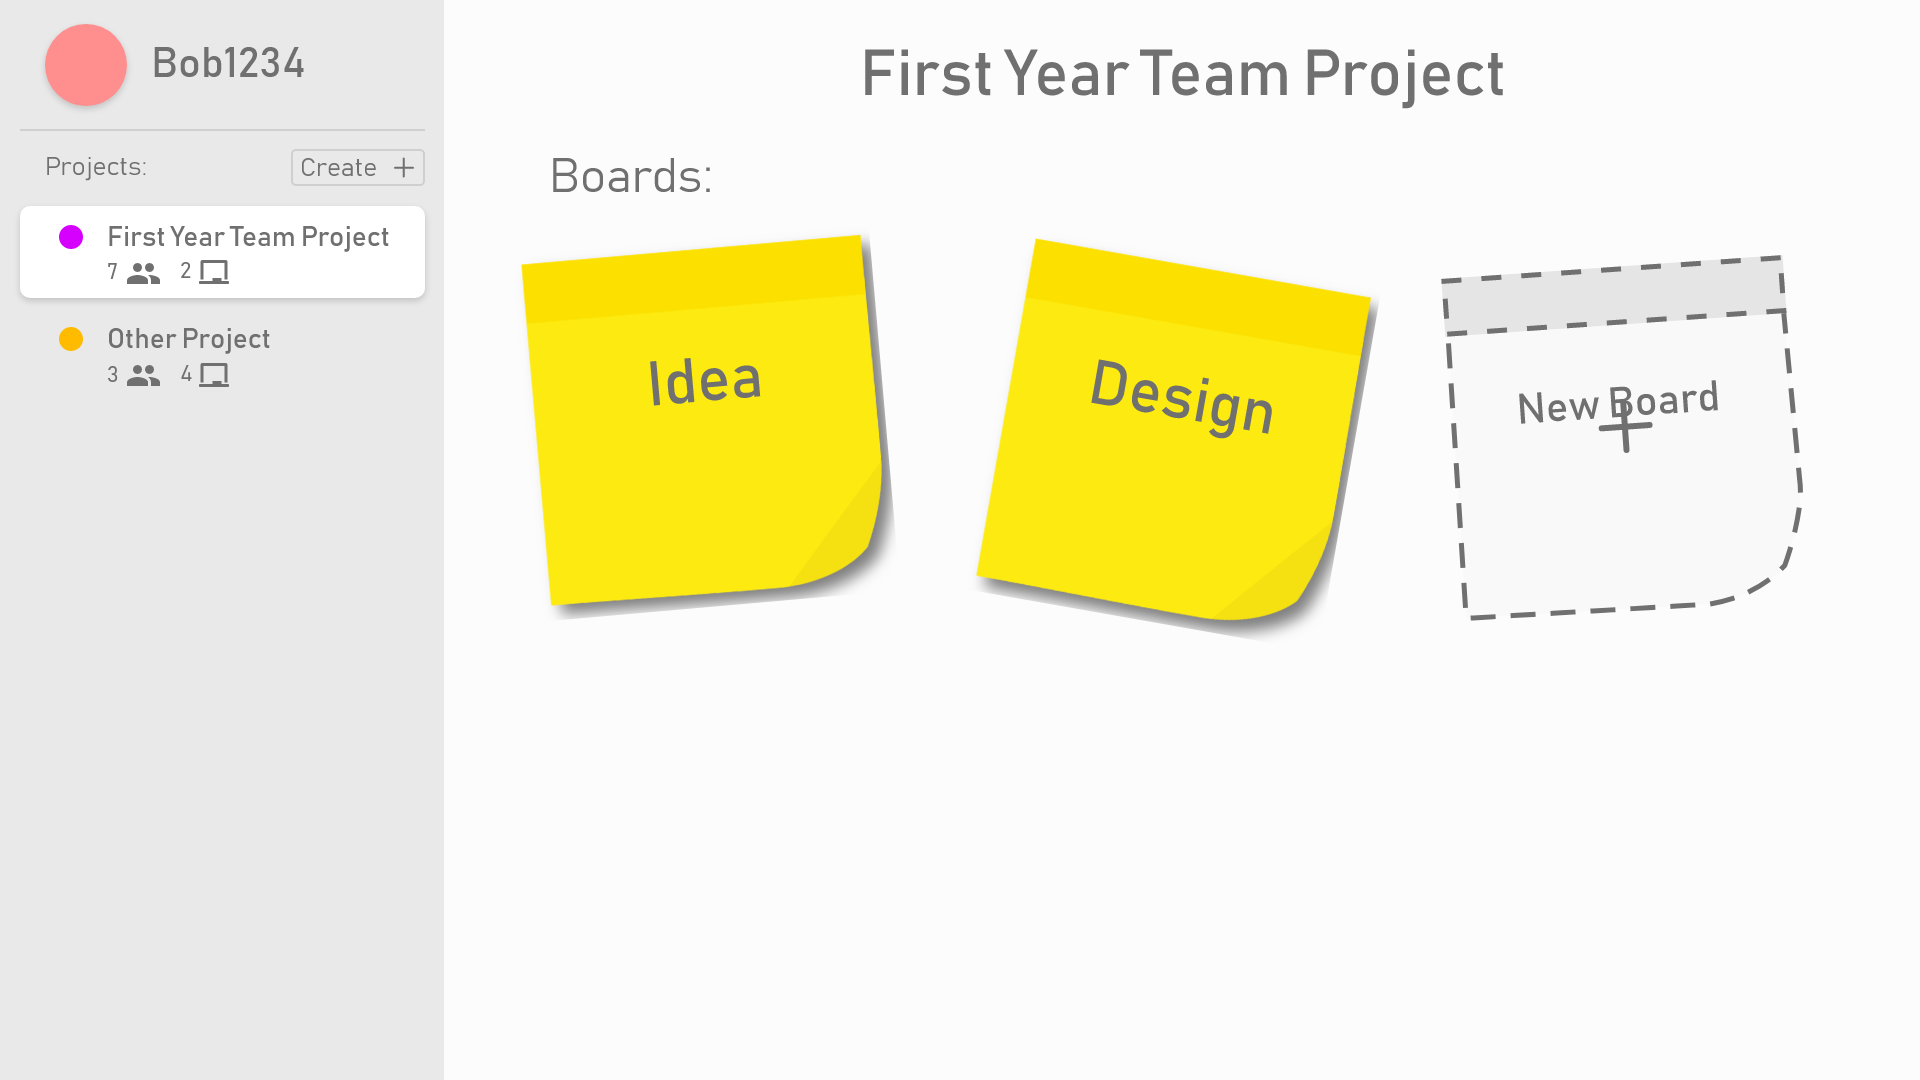 Bob1234
Projects:
Create +
First Year Team Project
7 2
Other Project
3 4
First Year Team Project
Boards:
Idea
Design
New Board